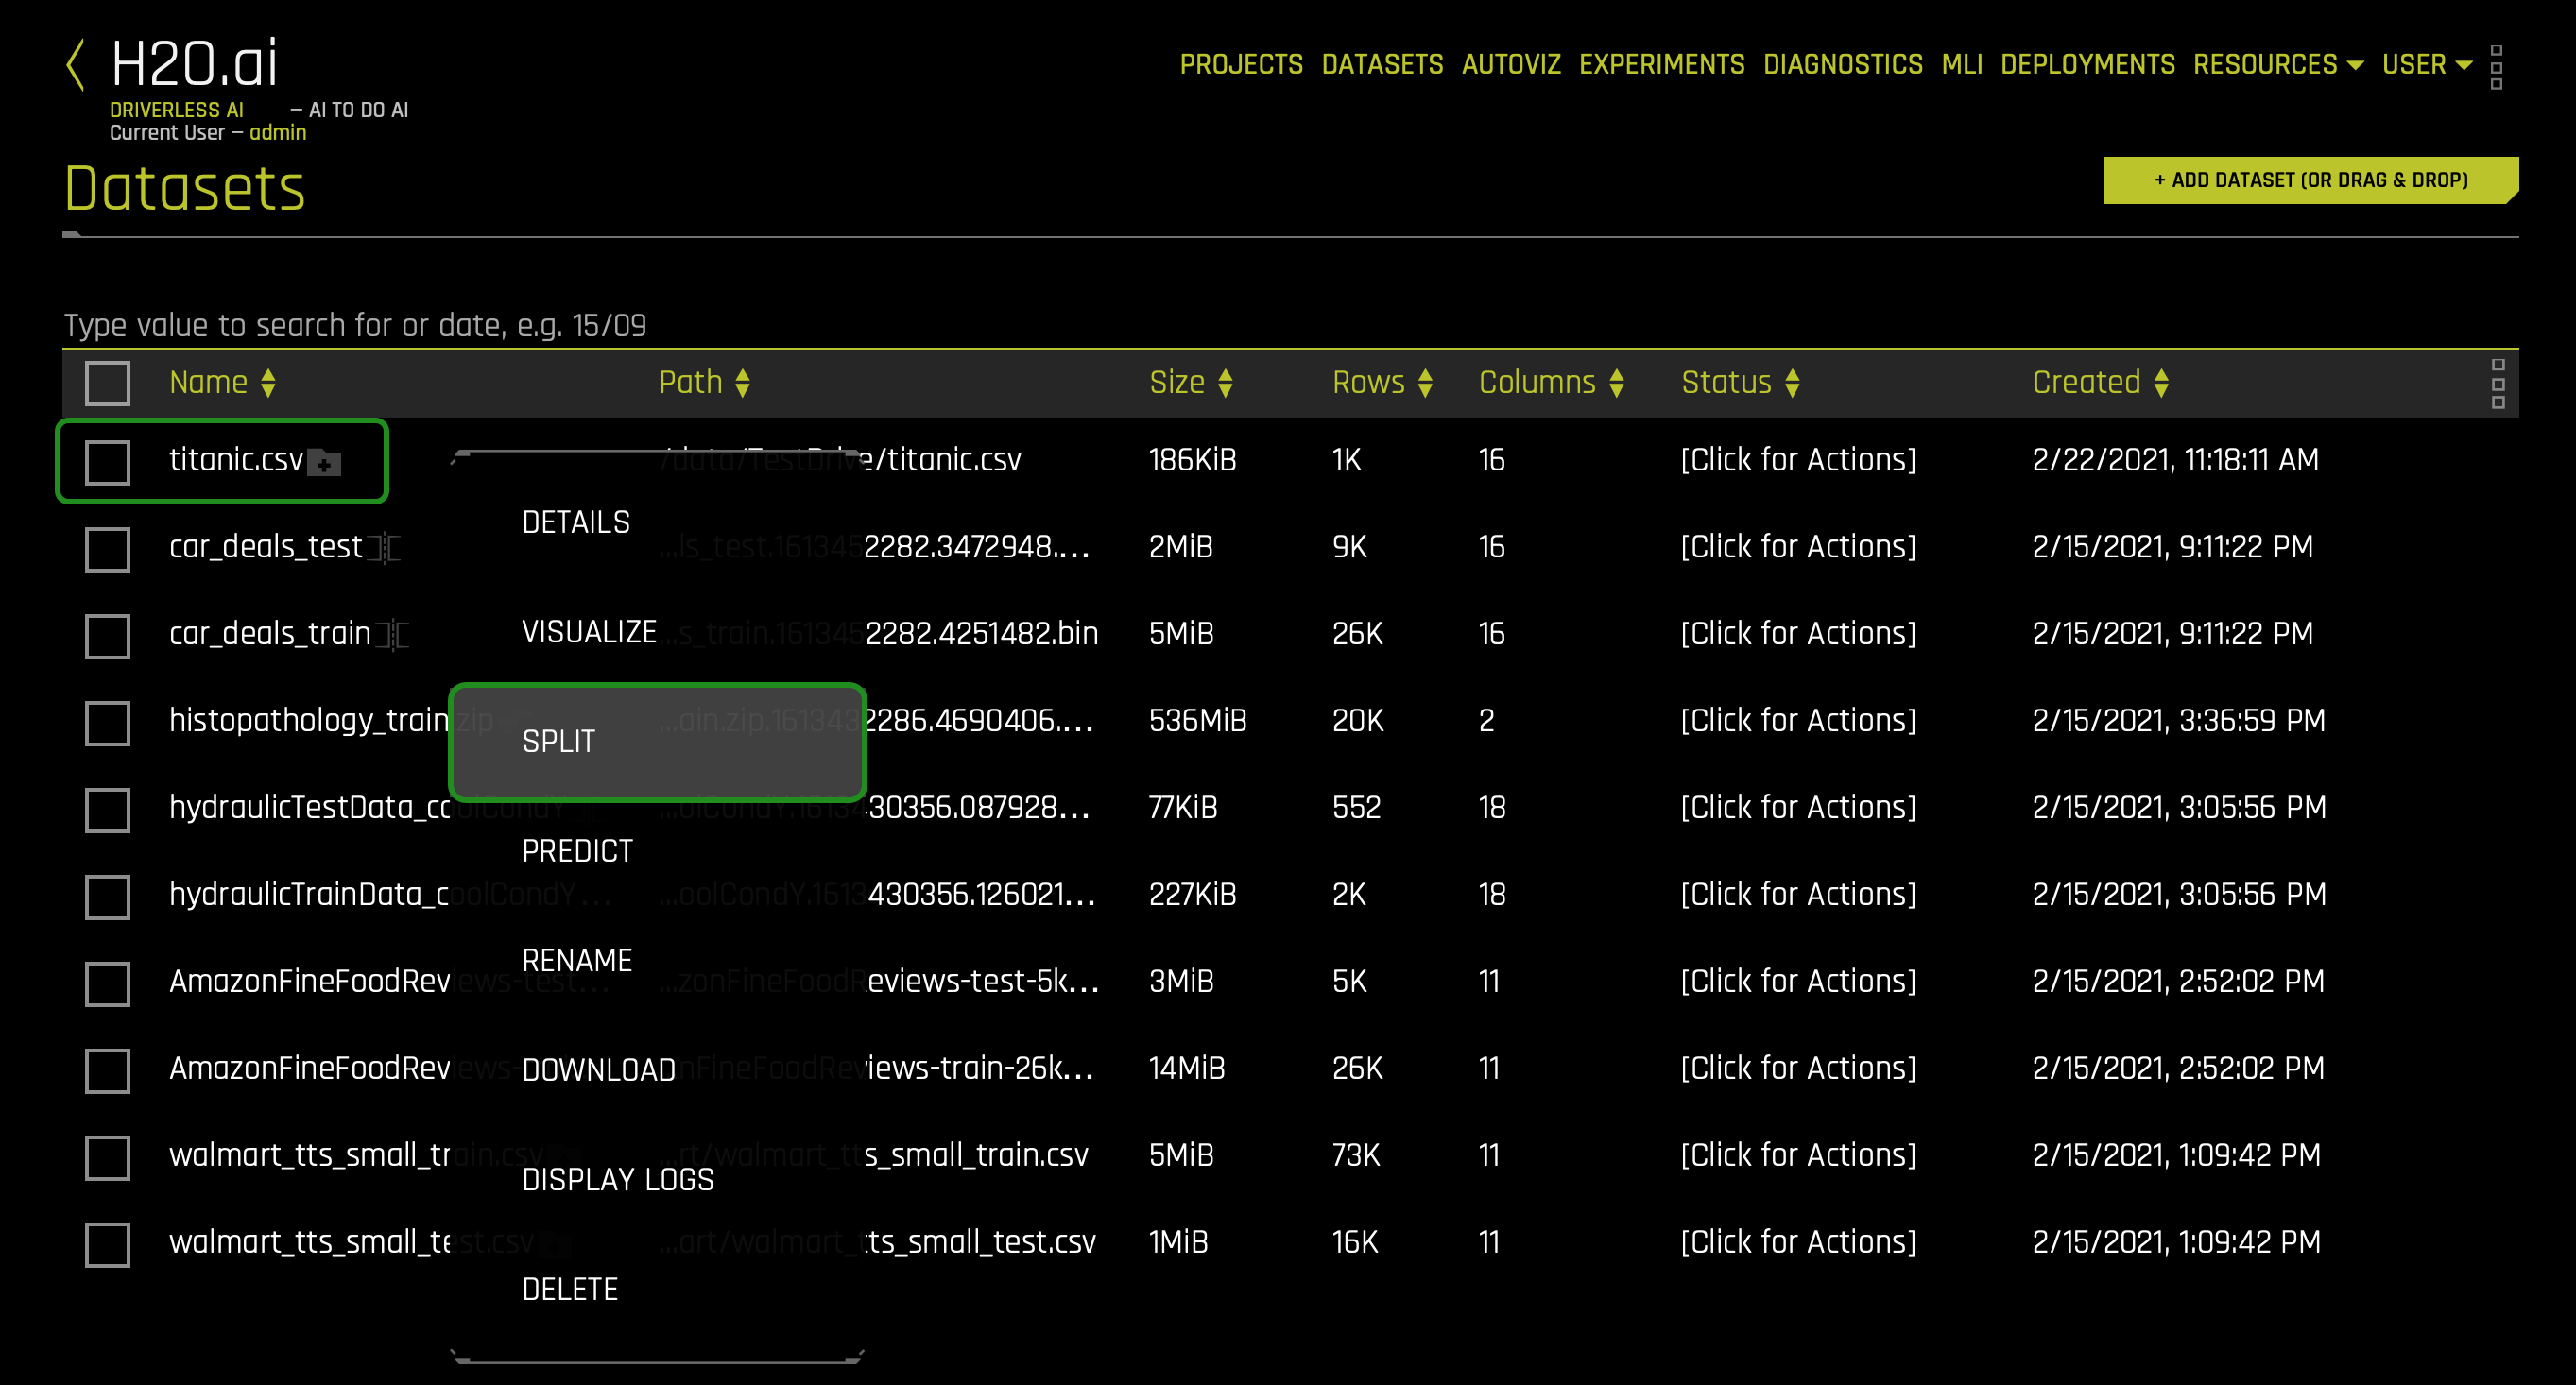 H2O.ai
DRIVERLESS AI — AI TO DO AI
Current User — admin
PROJECTS DATASETS AUTOVIZ EXPERIMENTS DIAGNOSTICS MLI DEPLOYMENTS RESOURCES USER
Datasets
+ ADD DATASET (OR DRAG & DROP)
Type value to search for or date, e.g. 15/09
Name Path Size Rows Columns Status Created
titanic.csv /data/TestDrive/titanic.csv 186KiB 1K 16 [Click for Actions] 2/22/2021, 11:18:11 AM
car_deals_test ...ls_test.1613452282.3472948.... 2MiB 9K 16 [Click for Actions] 2/15/2021, 9:11:22 PM
car_deals_train ...s_train.1613452282.4251482.bin 5MiB 26K 16 [Click for Actions] 2/15/2021, 9:11:22 PM
histopathology_train.zip ...ain.zip.1613432286.4690406.... 536MiB 20K 2 [Click for Actions] 2/15/2021, 3:36:59 PM
hydraulicTestData_coolCondY ...olCondY.1613430356.087928... 77KiB 552 18 [Click for Actions] 2/15/2021, 3:05:56 PM
hydraulicTrainData_coolCondY... ...oolCondY.1613430356.126021... 227KiB 2K 18 [Click for Actions] 2/15/2021, 3:05:56 PM
AmazonFineFoodReviews-test... ...zonFineFoodReviews-test-5k... 3MiB 5K 11 [Click for Actions] 2/15/2021, 2:52:02 PM
AmazonFineFoodReviews- nFineFoodReviews-train-26k... 14MiB 26K 11 [Click for Actions] 2/15/2021, 2:52:02 PM
walmart_tts_small_train.csv ...rt/walmart_tts_small_train.csv 5MiB 73K 11 [Click for Actions] 2/15/2021, 1:09:42 PM
walmart_tts_small_test.csv ...art/walmart_tts_small_test.csv 1MiB 16K 11 [Click for Actions] 2/15/2021, 1:09:42 PM
DETAILS
VISUALIZE
SPLIT
PREDICT
RENAME
DOWNLOAD
DISPLAY LOGS
DELETE